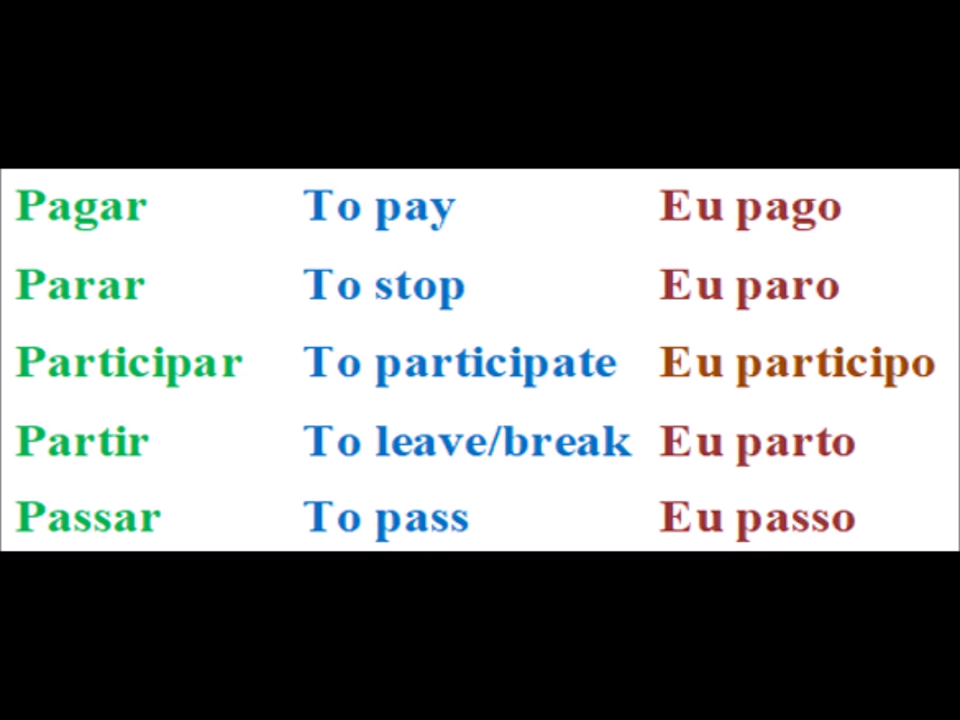 Pagar To pay Eu pago
Parar To stop Eu paro
Participar To participate Eu participo
Partir To leave/break Eu parto
Passar To pass Eu passo